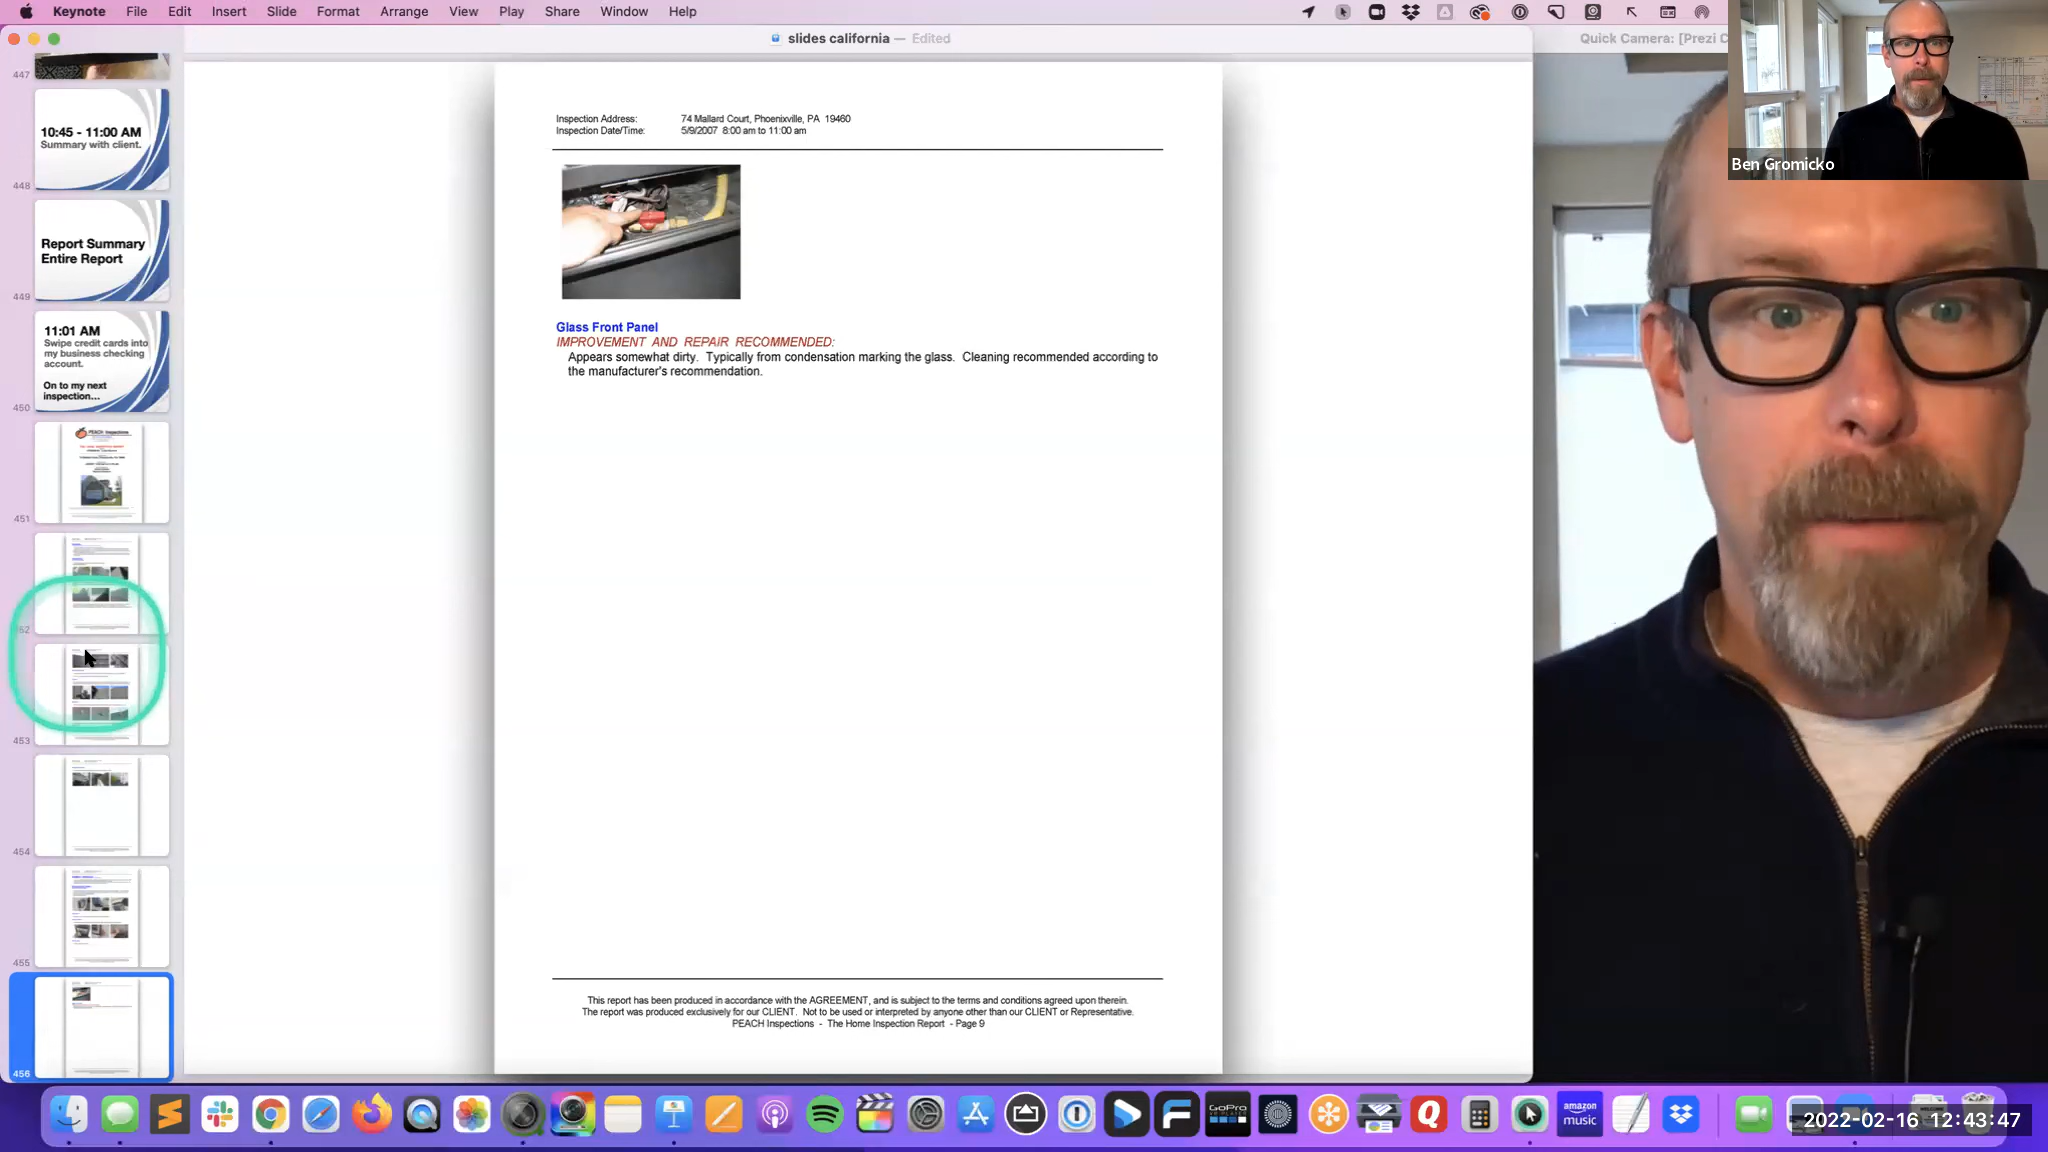 Keynote File Edit Insert Slide Format Arrange View Play Share Window Help
slides california — Edited
Quick Camera: [Prezi C
Ben Gromicko
447
10:45 - 11:00 AM
Summary with client.
448
Report Summary
Entire Report
449
11:01 AM
Swipe credit cards into
my business checking
account.
On to my next
inspection...
450
PEACH Inspections
451
452
453
454
455
456
Inspection Address: 74 Mallard Court, Phoenixville, PA 19460
Inspection Date/Time: 5/9/2007 8:00 am to 11:00 am
Glass Front Panel
IMPROVEMENT AND REPAIR RECOMMENDED:
Appears somewhat dirty. Typically from condensation marking the glass. Cleaning recommended according to
the manufacturer's recommendation.
This report has been produced in accordance with the AGREEMENT, and is subject to the terms and conditions agreed upon therein.
The report was produced exclusively for our CLIENT. Not to be used or interpreted by anyone other than our CLIENT or Representative.
PEACH Inspections - The Home Inspection Report - Page 9
GoPro
amazon
music
2022-02-16 12:43:47